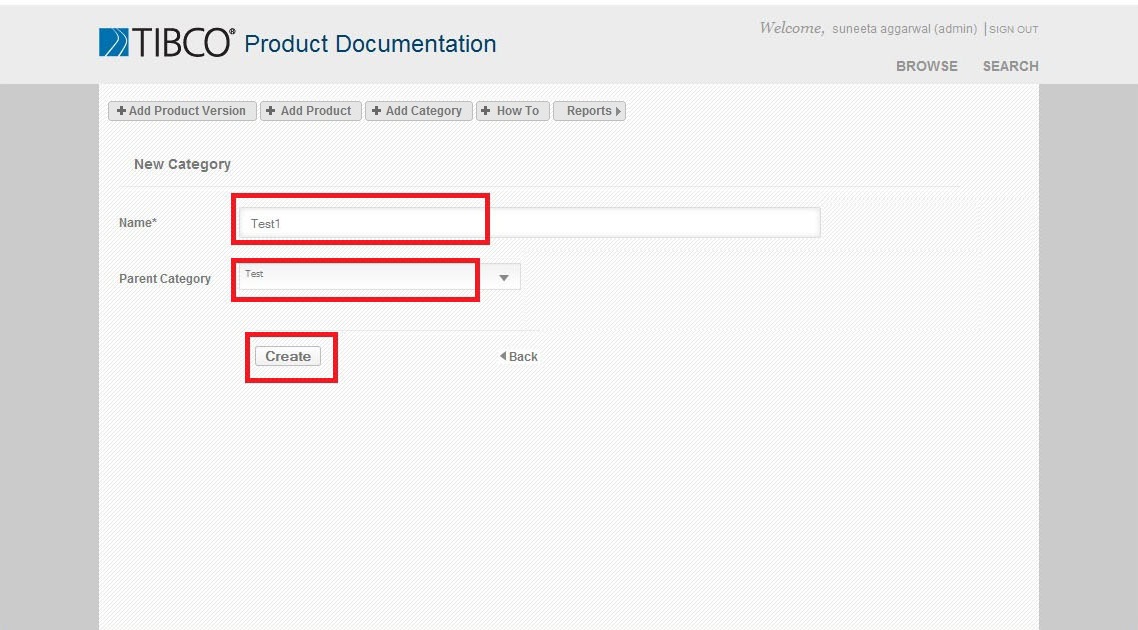 TIBCO® Product Documentation
Welcome, suneeta aggarwal (admin) | SIGN OUT
BROWSE SEARCH
+ Add Product Version + Add Product + Add Category + How To Reports
New Category
Name* Test1
Parent Category Test
Create Back